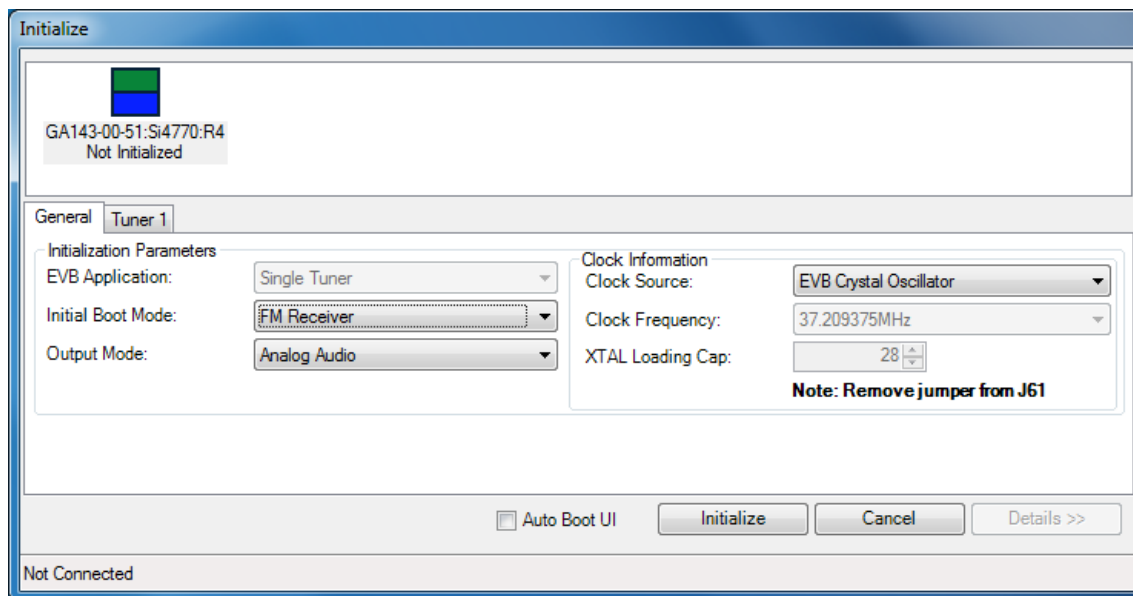 Initialize
GA143-00-51:Si4770:R4
Not Initialized
General
Tuner 1
Initialization Parameters
EVB Application:
Single Tuner
Initial Boot Mode:
FM Receiver
Output Mode:
Analog Audio
Clock Information
Clock Source:
EVB Crystal Oscillator
Clock Frequency:
37.209375MHz
XTAL Loading Cap:
28
Note: Remove jumper from J61
Auto Boot UI
Initialize
Cancel
Details >>
Not Connected